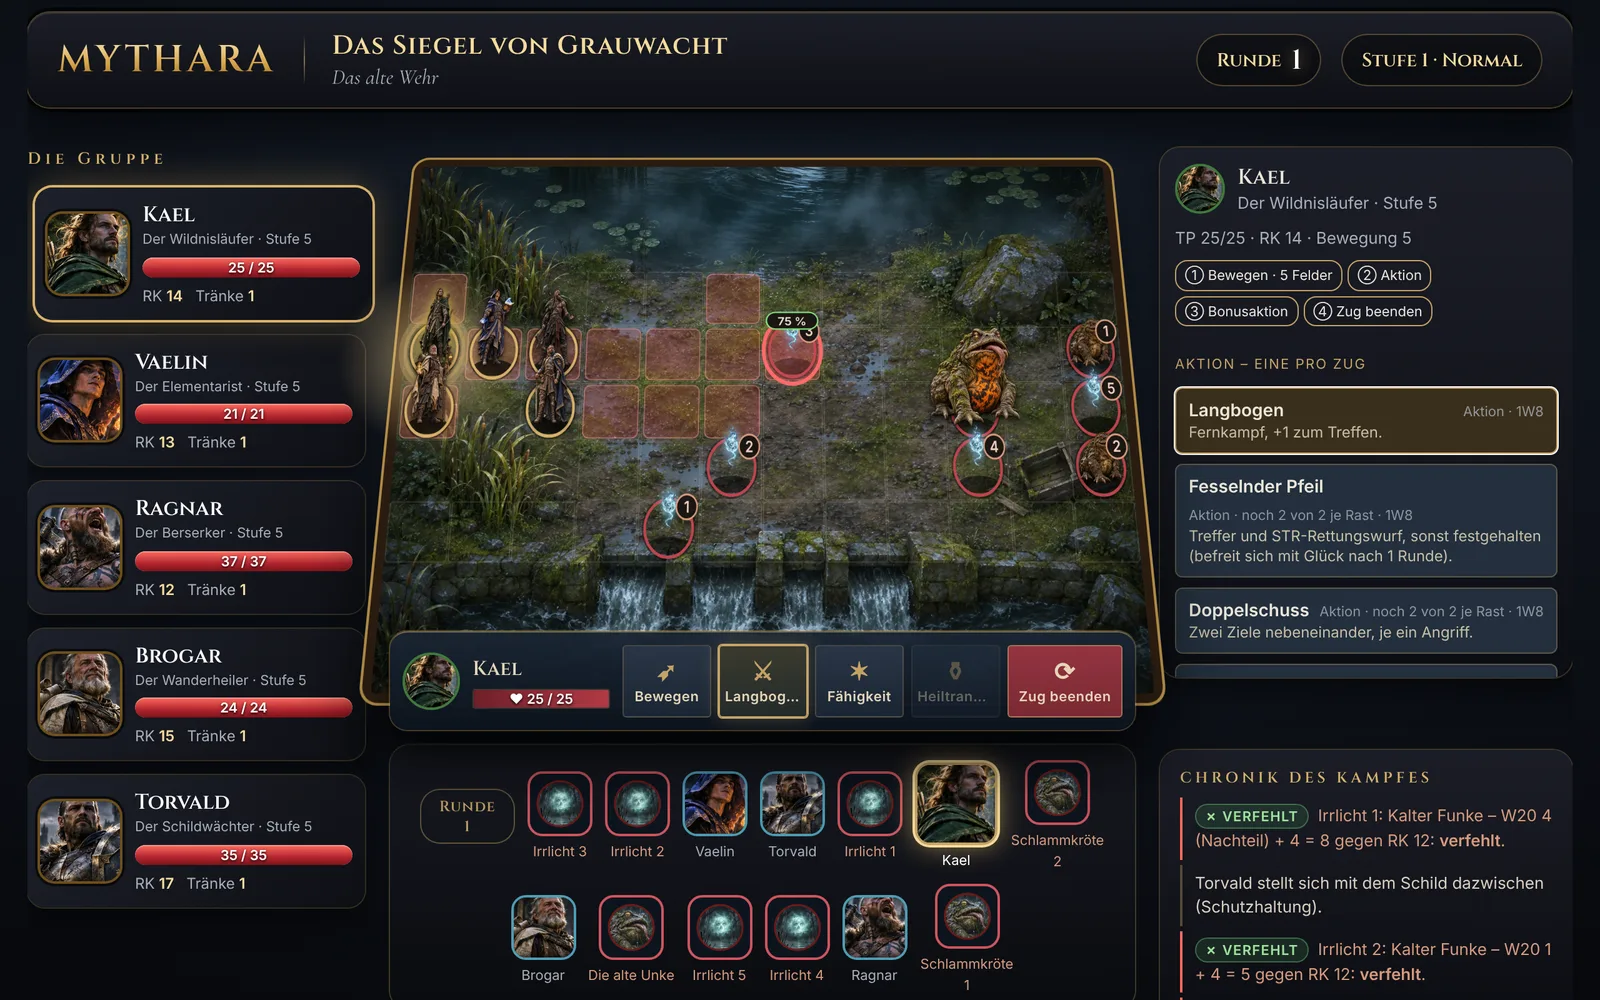 MYTHARA
Das Siegel von Grauwacht
Das alte Wehr
Runde 1
Stufe 1 · Normal
Die Gruppe
Kael
Der Wildnisläufer · Stufe 5
25 / 25
RK 14 Tränke 1
Vaelin
Der Elementarist · Stufe 5
21 / 21
RK 13 Tränke 1
Ragnar
Der Berserker · Stufe 5
37 / 37
RK 12 Tränke 1
Brogar
Der Wanderheiler · Stufe 5
24 / 24
RK 15 Tränke 1
Torvald
Der Schildwächter · Stufe 5
35 / 35
RK 17 Tränke 1
75 %
3
1
5
2
4
2
1
Kael
25 / 25
Bewegen
Langbog...
Fähigkeit
Heiltran...
Zug beenden
Runde
1
Irrlicht 3
Irrlicht 2
Vaelin
Torvald
Irrlicht 1
Kael
Schlammkröte
2
Brogar
Die alte Unke
Irrlicht 5
Irrlicht 4
Ragnar
Schlammkröte
1
Kael
Der Wildnisläufer · Stufe 5
TP 25/25 · RK 14 · Bewegung 5
1 Bewegen · 5 Felder
2 Aktion
3 Bonusaktion
4 Zug beenden
AKTION – EINE PRO ZUG
Langbogen Aktion · 1W8
Fernkampf, +1 zum Treffen.
Fesselnder Pfeil
Aktion · noch 2 von 2 je Rast · 1W8
Treffer und STR-Rettungswurf, sonst festgehalten
(befreit sich mit Glück nach 1 Runde).
Doppelschuss Aktion · noch 2 von 2 je Rast · 1W8
Zwei Ziele nebeneinander, je ein Angriff.
CHRONIK DES KAMPFES
× VERFEHLT Irrlicht 1: Kalter Funke – W20 4
(Nachteil) + 4 = 8 gegen RK 12: verfehlt.
Torvald stellt sich mit dem Schild dazwischen
(Schutzhaltung).
× VERFEHLT Irrlicht 2: Kalter Funke – W20 1
+ 4 = 5 gegen RK 12: verfehlt.